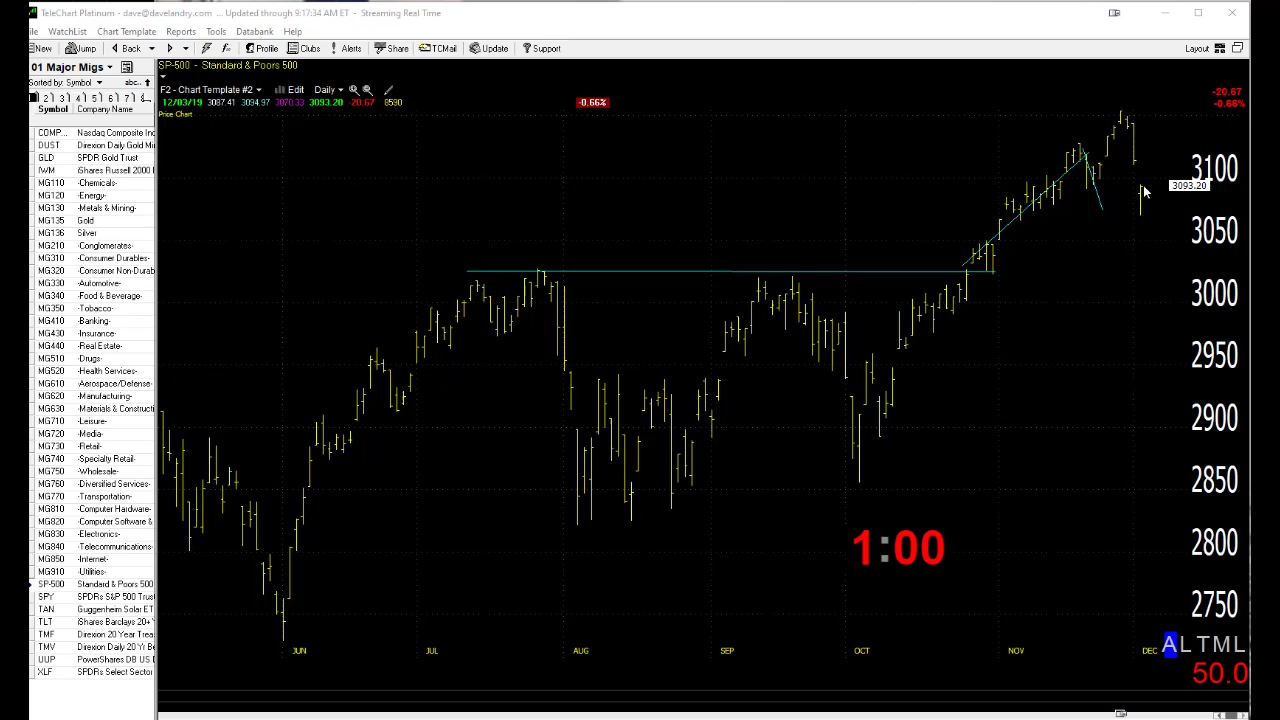 TeleChart Platinum - dave@davelandry.com ... Updated through 9:17:34 AM ET - Streaming Real Time
ile WatchList Chart Template Reports Tools Databank Help
New Jump Back Profile Clubs Alerts Share TCMail Update Support Layout
01 Major Migs
SP-500 - Standard & Poors 500
Sorted by: Symbol abc..
F2 - Chart Template #2 Edit Daily
2 3 4 5 6 7
12/03/19 3087.41 3094.97 3070.33 3093.20 -20.67 8590 -0.66%
-20.67
-0.66%
Symbol Company Name
Price Chart
COMP... Nasdaq Composite Inc
DUST Direxion Daily Gold Mi
GLD SPDR Gold Trust
IWM iShares Russell 2000
MG110 -Chemicals-
MG120 -Energy-
MG130 -Metals & Mining-
MG135 Gold
MG136 Silver
MG210 -Conglomerates-
MG310 -Consumer Durables-
MG320 -Consumer Non-Durab
MG330 -Automotive-
MG340 -Food & Beverage-
MG350 -Tobacco-
MG410 -Banking-
MG430 -Insurance-
MG440 -Real Estate-
MG510 -Drugs-
MG520 -Health Services-
MG610 -Aerospace/Defense-
MG620 -Manufacturing-
MG630 -Materials & Constructi
MG710 -Leisure-
MG720 -Media-
MG730 -Retail-
MG740 -Specialty Retail-
MG750 -Wholesale-
MG760 -Diversified Services-
MG770 -Transportation-
MG810 -Computer Hardware-
MG820 -Computer Software &
MG830 -Electronics-
MG840 -Telecommunications-
MG850 -Internet-
MG910 -Utilities-
SP-500 Standard & Poors 500
SPY SPDRs S&P 500 Trust
TAN Guggenheim Solar ET
TLT iShares Barclays 20+
TMF Direxion 20 Year Trea
TMV Direxion Daily 20 Yr Be
UUP PowerShares DB US D
XLF SPDRs Select Sector
3100
3093.20
3050
3000
2950
2900
2850
2800
2750
1:00
JUN JUL AUG SEP OCT NOV DEC
ALTML
50.0